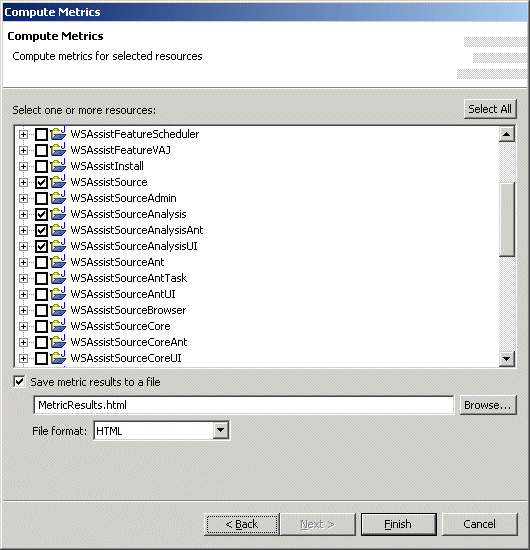 Compute Metrics
Compute Metrics
Compute metrics for selected resources
Select one or more resources:
Select All
WSAssistFeatureScheduler
WSAssistFeatureVAJ
WSAssistInstall
WSAssistSource
WSAssistSourceAdmin
WSAssistSourceAnalysis
WSAssistSourceAnalysisAnt
WSAssistSourceAnalysisUI
WSAssistSourceAnt
WSAssistSourceAntTask
WSAssistSourceAntUI
WSAssistSourceBrowser
WSAssistSourceCore
WSAssistSourceCoreAnt
WSAssistSourceCoreUI
Save metric results to a file
MetricResults.html
Browse...
File format: HTML
< Back Next > Finish Cancel